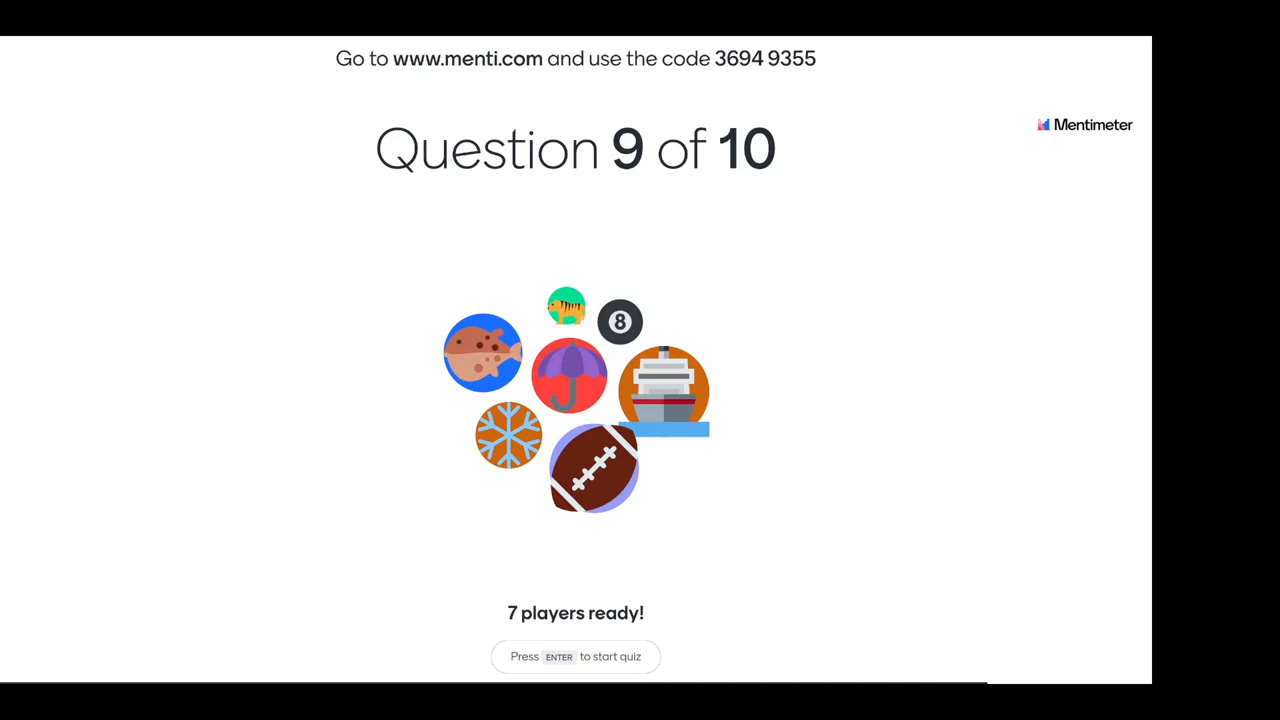 Go to www.menti.com and use the code 3694 9355
Mentimeter
Question 9 of 10
8
7 players ready!
Press ENTER to start quiz